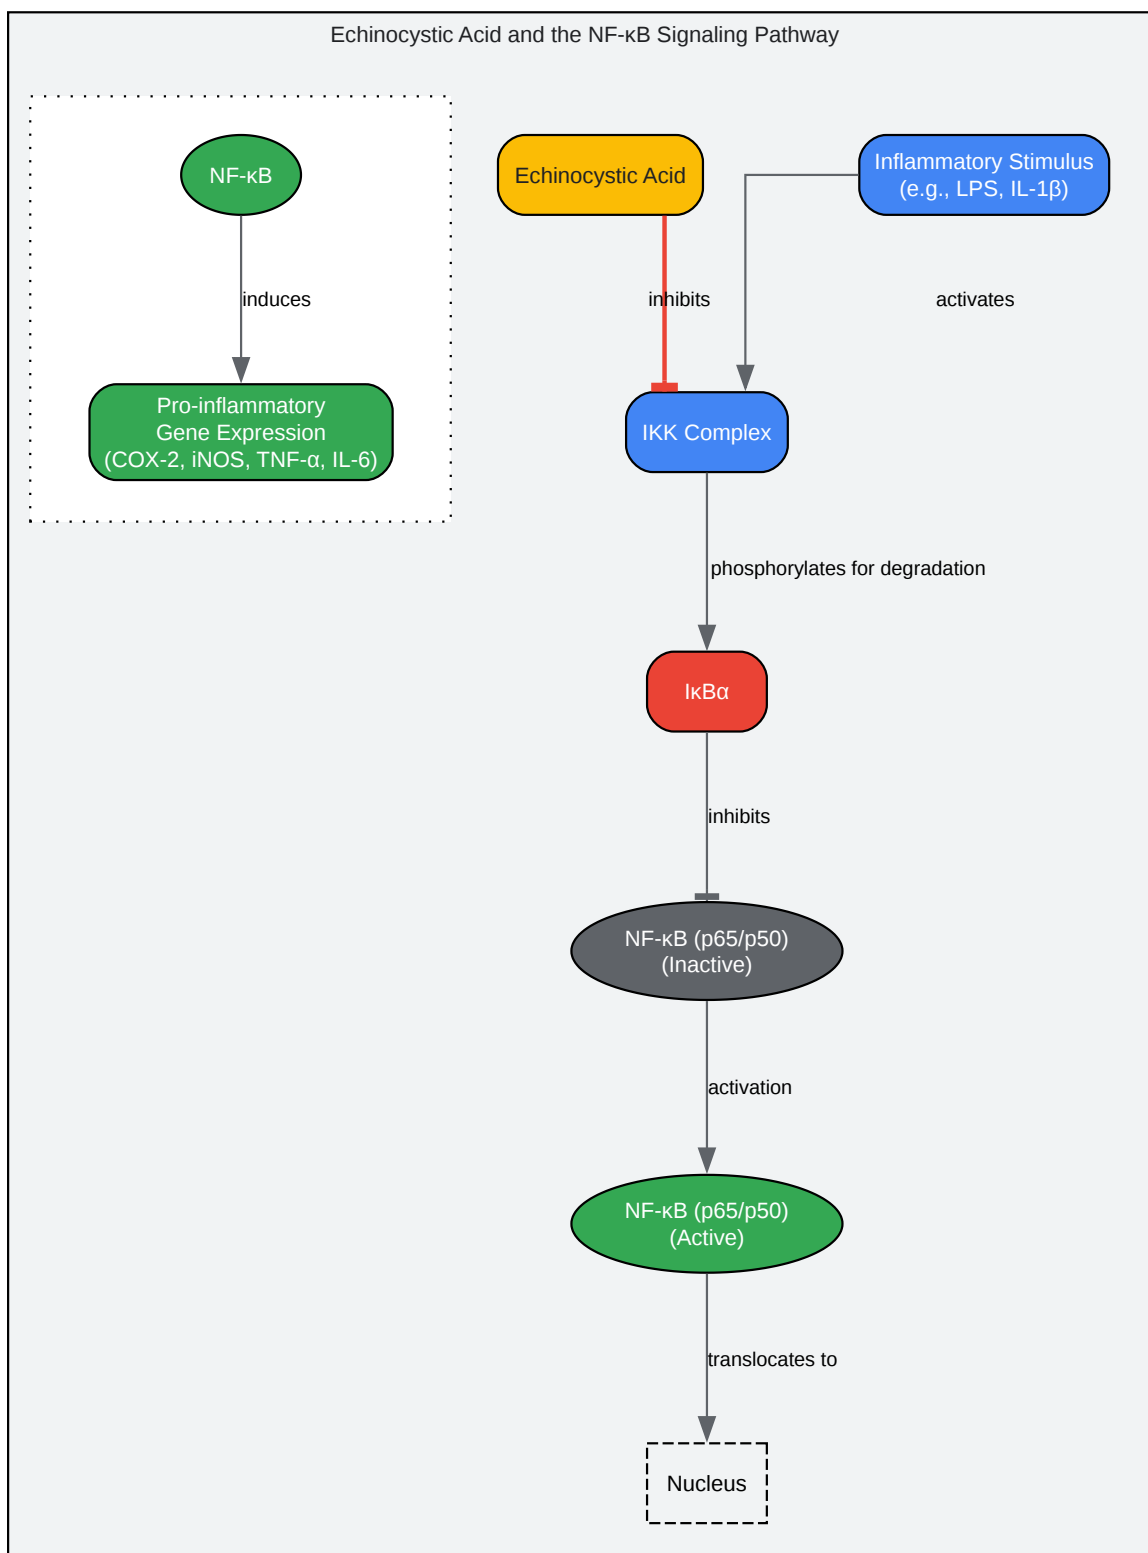 Echinocystic Acid and the NF-κB Signaling Pathway
NF-κB
induces
Pro-inflammatory
Gene Expression
(COX-2, iNOS, TNF-α, IL-6)
Echinocystic Acid
Inflammatory Stimulus
(e.g., LPS, IL-1β)
inhibits
activates
IKK Complex
phosphorylates for degradation
IκBα
inhibits
NF-κB (p65/p50)
(Inactive)
activation
NF-κB (p65/p50)
(Active)
translocates to
Nucleus